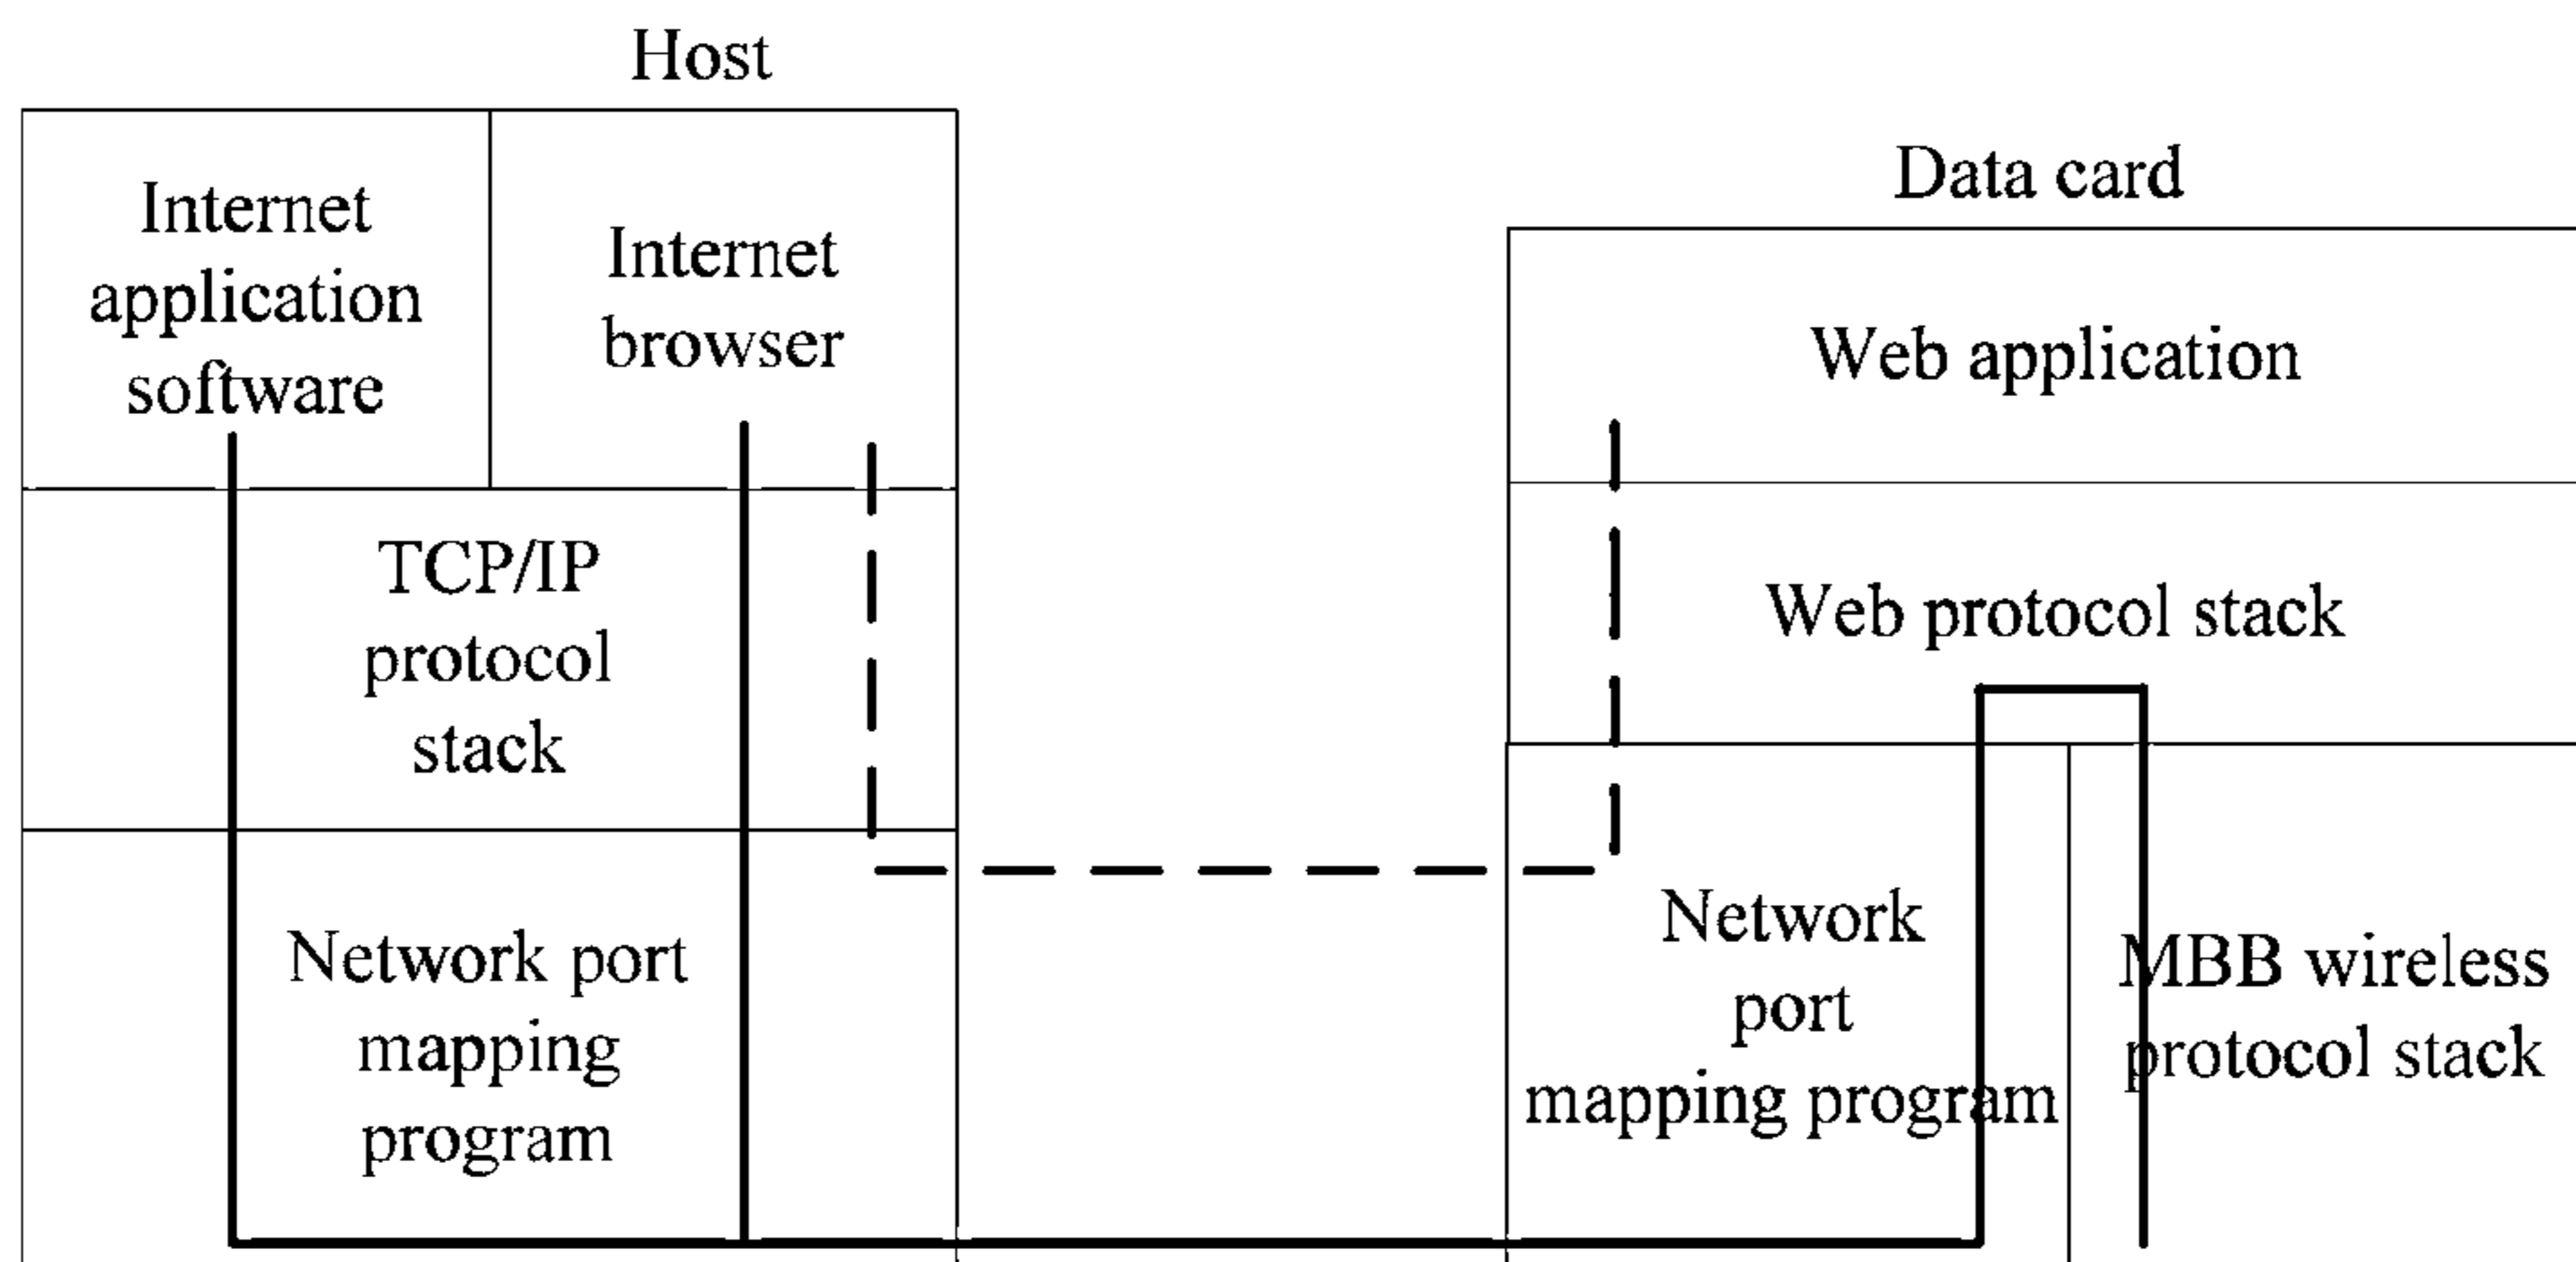 Host
Internet
application
software
Internet
browser
TCP/IP
protocol
stack
Network port
mapping
program
Data card
Web application
Web protocol stack
Network
port
mapping program
MBB wireless
protocol stack